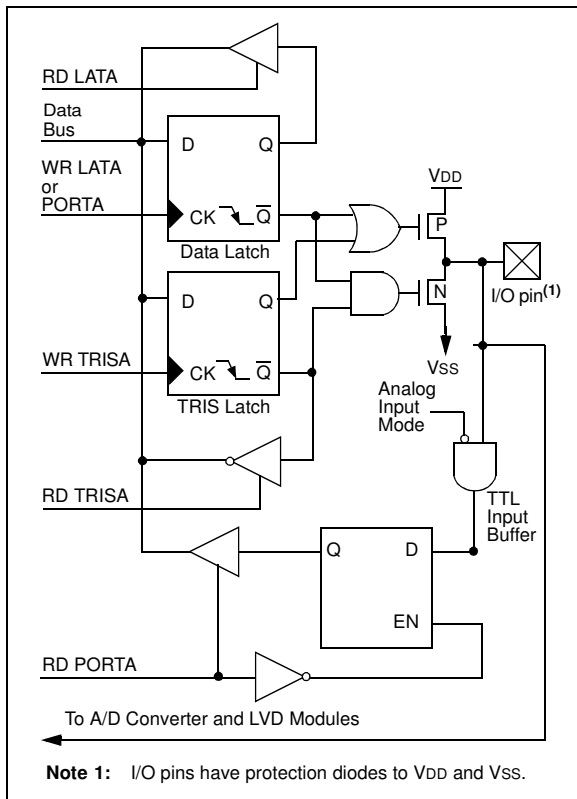 RD LATA
Data
Bus
D Q
WR LATA
or
PORTA
CK Q
Data Latch
VDD
P
N
I/O pin(1)
VSS
D Q
WR TRISA
CK Q
TRIS Latch
Analog
Input
Mode
TTL
Input
Buffer
RD TRISA
Q D
EN
RD PORTA
To A/D Converter and LVD Modules
Note 1: I/O pins have protection diodes to VDD and VSS.